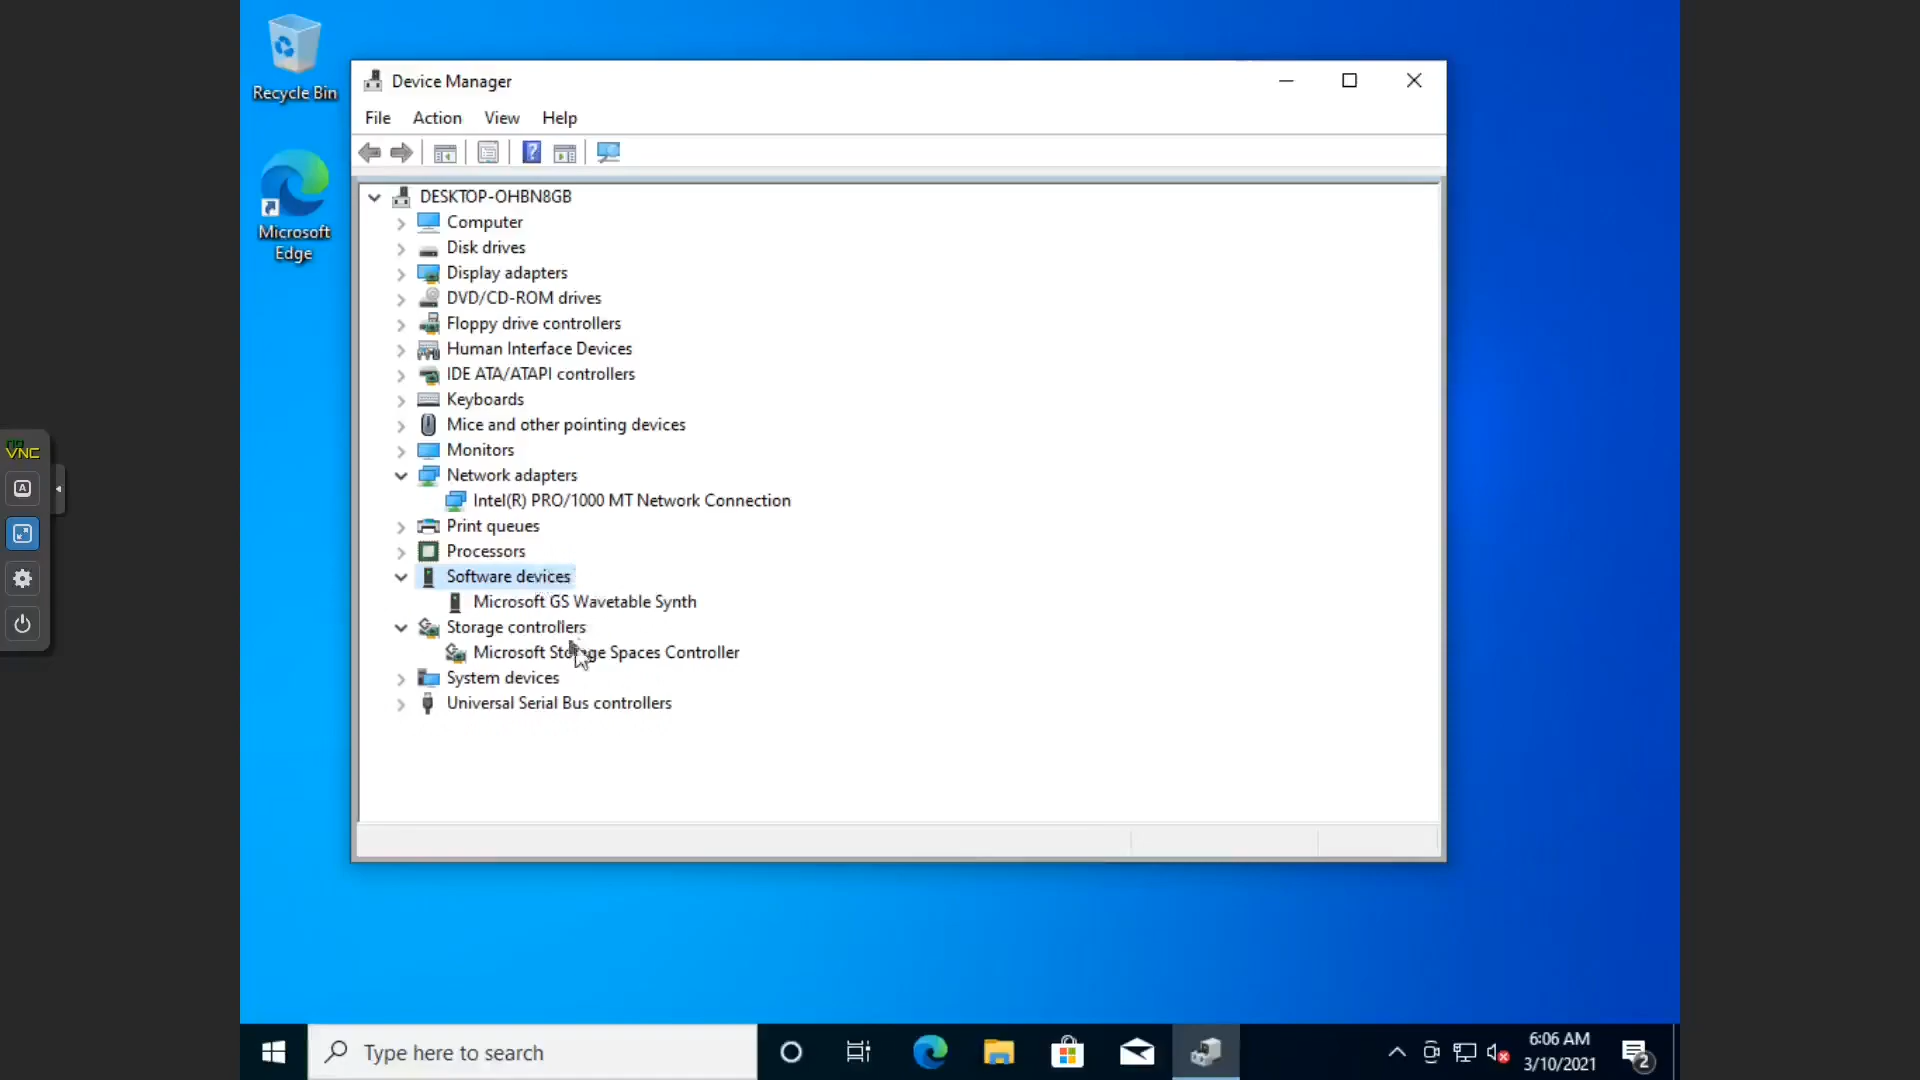 Recycle Bin
Microsoft
Edge
Device Manager
File Action View Help
DESKTOP-OHBN8GB
Computer
Disk drives
Display adapters
DVD/CD-ROM drives
Floppy drive controllers
Human Interface Devices
IDE ATA/ATAPI controllers
Keyboards
Mice and other pointing devices
Monitors
Network adapters
Intel(R) PRO/1000 MT Network Connection
Print queues
Processors
Software devices
Microsoft GS Wavetable Synth
Storage controllers
Microsoft Storage Spaces Controller
System devices
Universal Serial Bus controllers
no
VNC
A
Type here to search
6:06 AM
3/10/2021
2